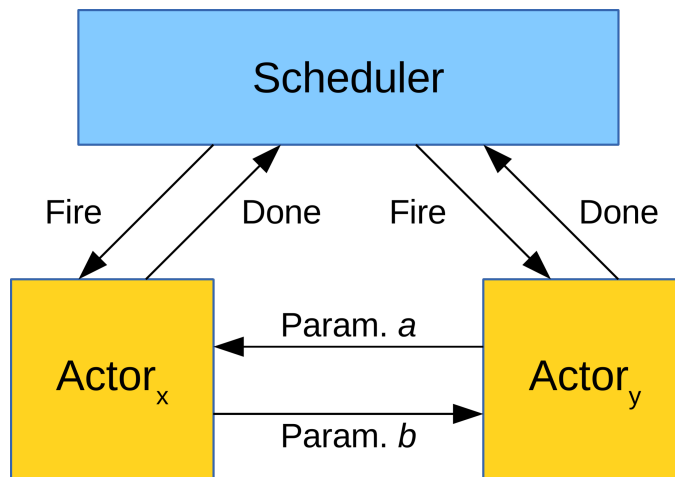 Scheduler
Fire
Done
Fire
Done
Param. a
Actorx
Actory
Param. b